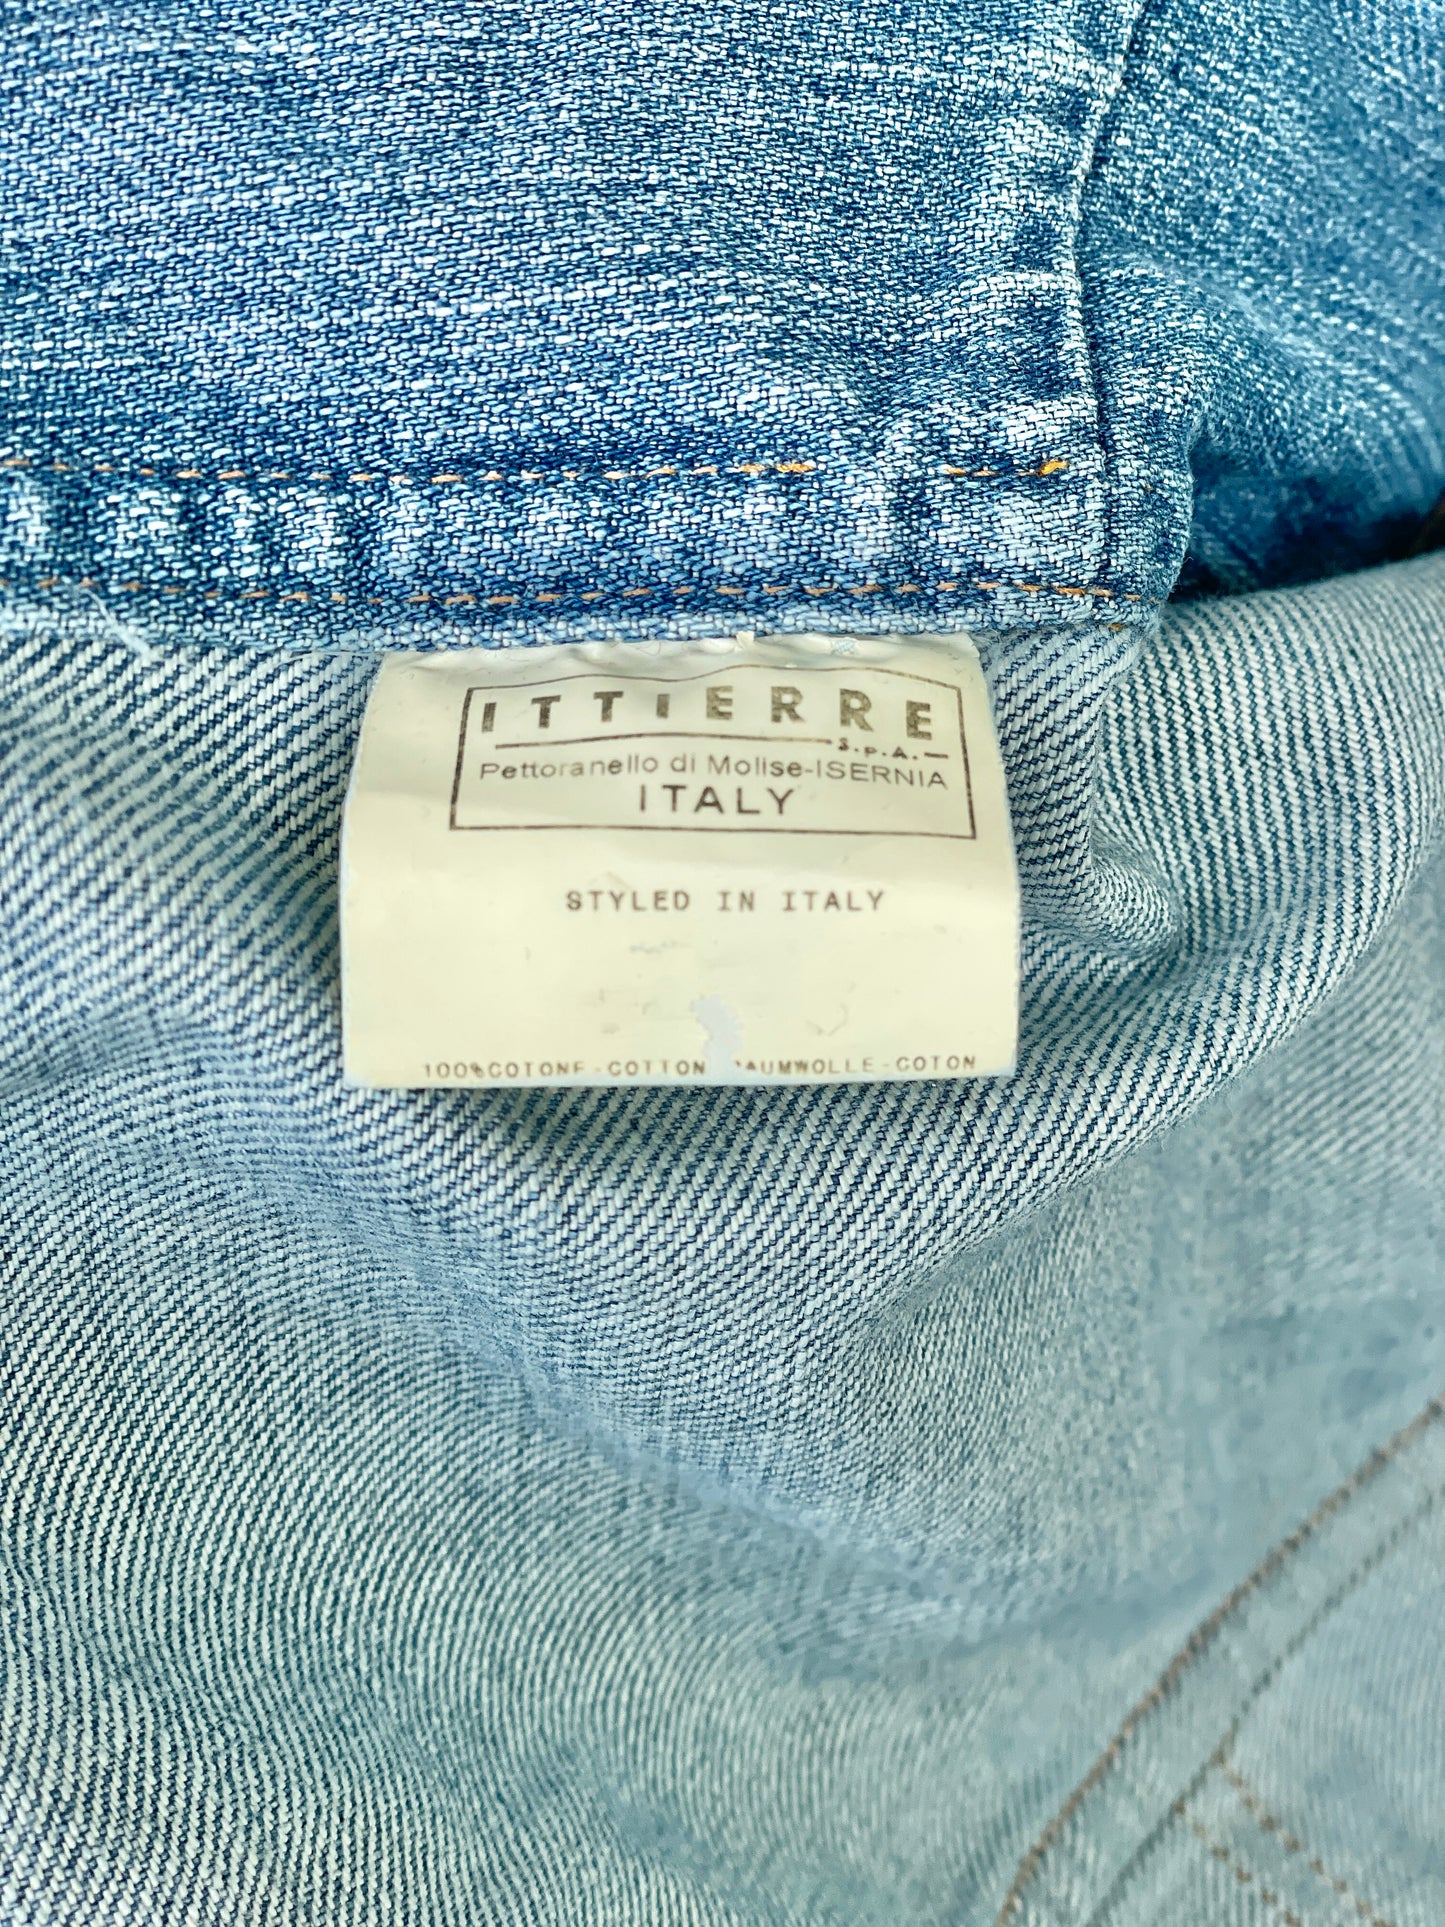 ITTIERRE
S.p.A.
Pettoranello di Molise-ISERNIA
ITALY
STYLED IN ITALY
100%COTONE-COTTON AUMWOLLE-COTON